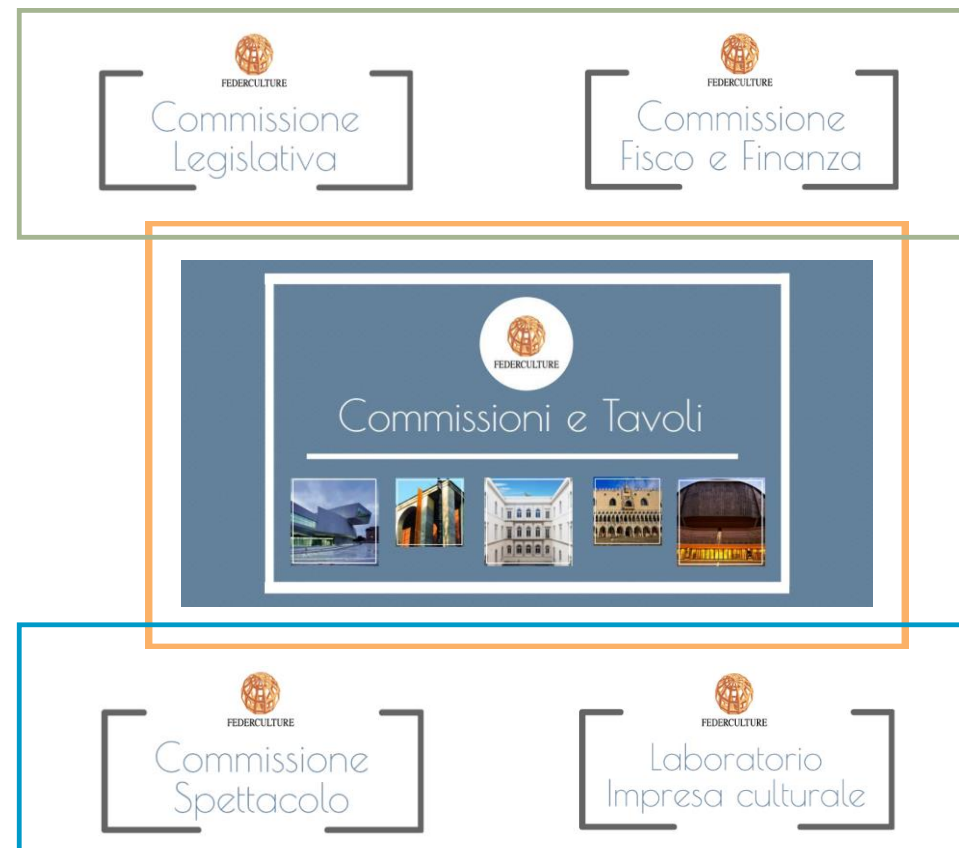 FEDERCULTURE
Commissione
Legislativa
FEDERCULTURE
Commissione
Fisco e Finanza
FEDERCULTURE
Commissioni e Tavoli
FEDERCULTURE
Commissione
Spettacolo
FEDERCULTURE
Laboratorio
Impresa culturale